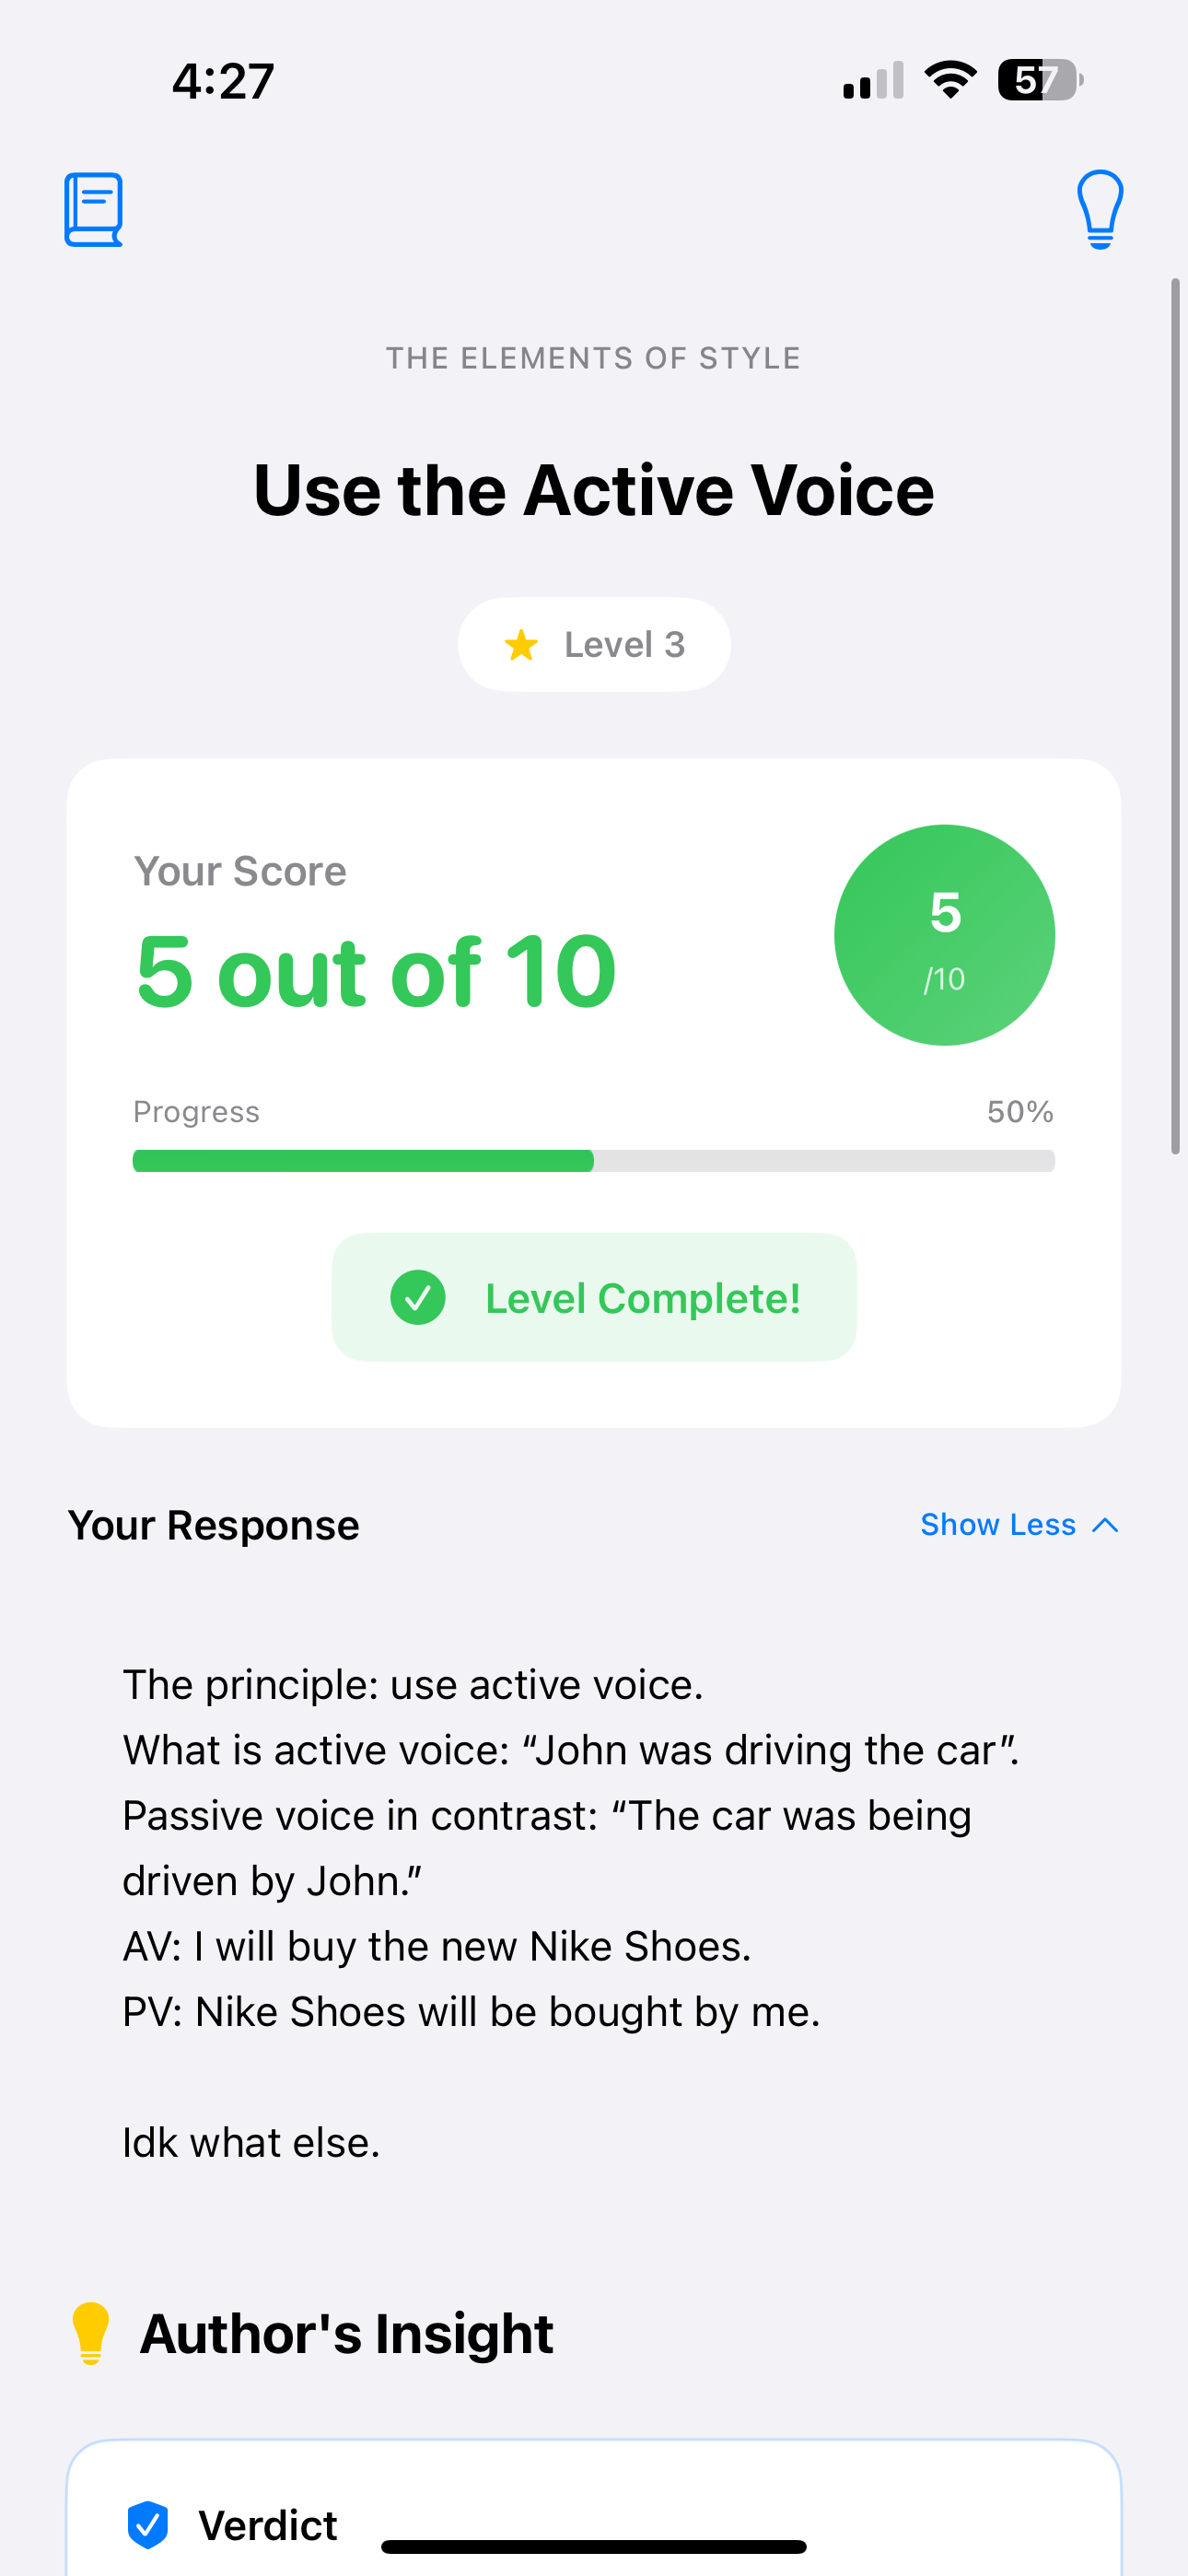 4:27
57
THE ELEMENTS OF STYLE
Use the Active Voice
Level 3
Your Score
5 out of 10
5
/10
Progress
50%
Level Complete!
Your Response
Show Less
The principle: use active voice.
What is active voice: “John was driving the car”.
Passive voice in contrast: “The car was being
driven by John.”
AV: I will buy the new Nike Shoes.
PV: Nike Shoes will be bought by me.
Idk what else.
Author's Insight
Verdict